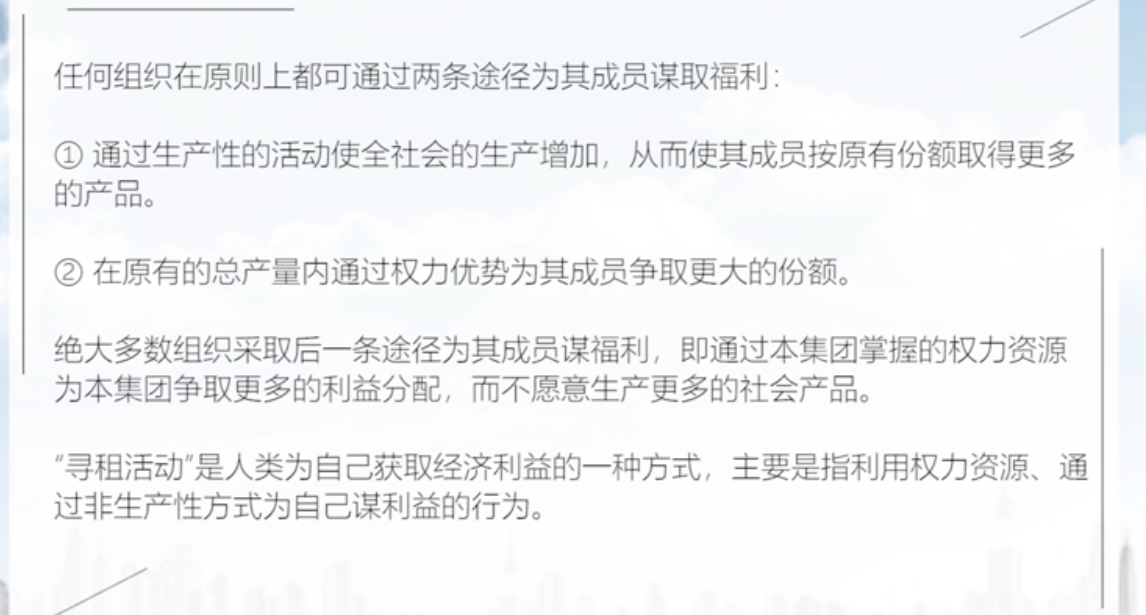 任何组织在原则上都可通过两条途径为其成员谋取福利：
① 通过生产性的活动使全社会的生产增加，从而使其成员按原有份额取得更多
的产品。
② 在原有的总产量内通过权力优势为其成员争取更大的份额。
绝大多数组织采取后一条途径为其成员谋福利，即通过本集团掌握的权力资源
为本集团争取更多的利益分配，而不愿意生产更多的社会产品。
“寻租活动”是人类为自己获取经济利益的一种方式，主要是指利用权力资源、通
过非生产性方式为自己谋利益的行为。